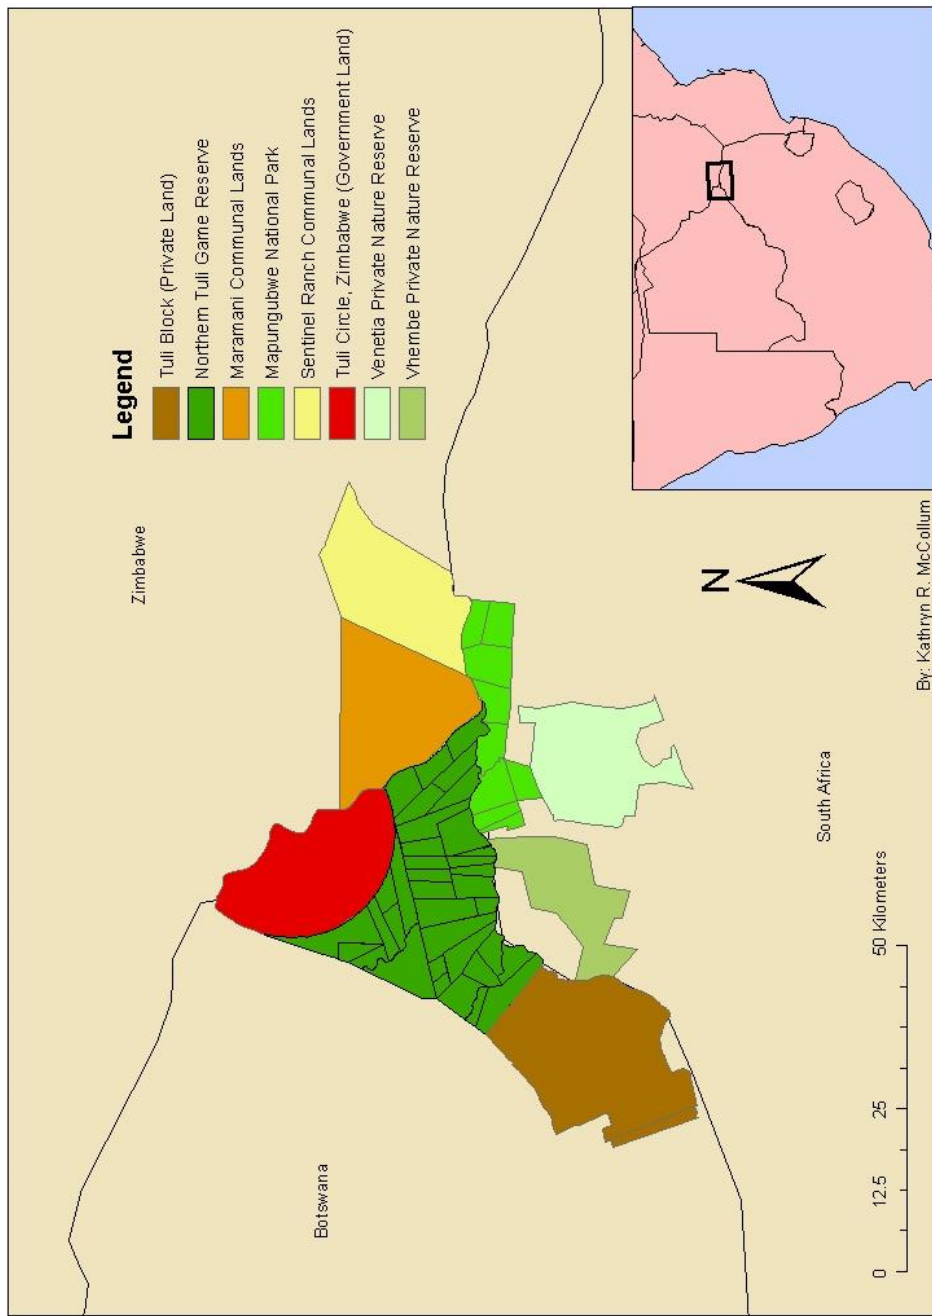 Legend
Tuli Block (Private Land)
Northern Tuli Game Reserve
Maramani Communal Lands
Mapungubwe National Park
Sentinel Ranch Communal Lands
Tuli Circle, Zimbabwe (Government Land)
Venetia Private Nature Reserve
Vhembe Private Nature Reserve
Zimbabwe
Botswana
South Africa
N
0 12.5 25 50 Kilometers
By: Kathryn R. McCollum